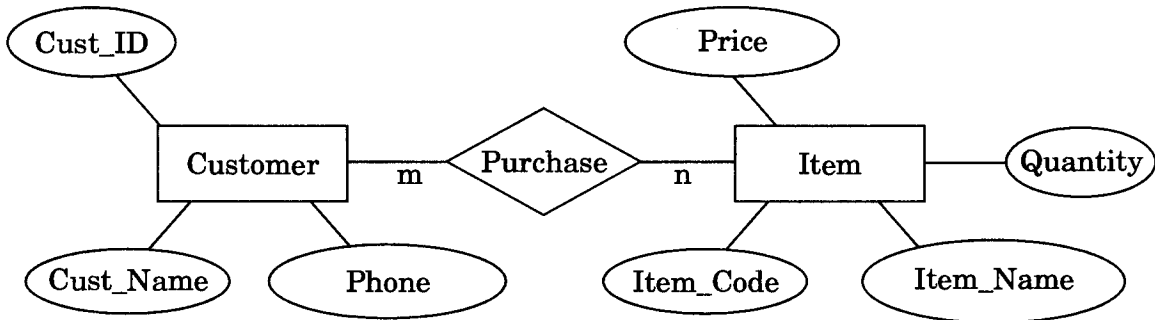 Cust_ID
Price
Customer
m
Purchase
n
Item
Quantity
Cust_Name
Phone
Item_Code
Item_Name